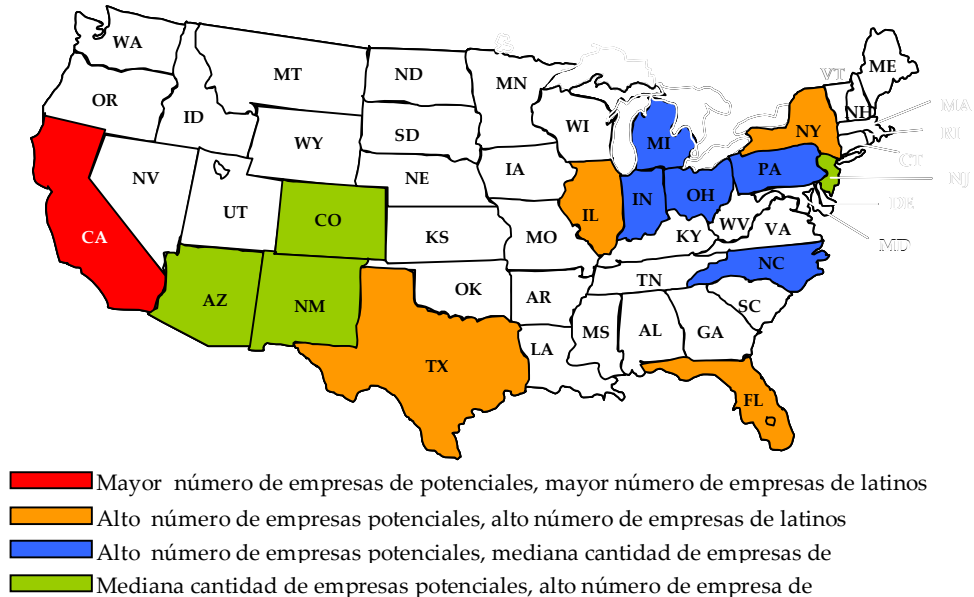 WA
MT
ND
MN
VT
ME
OR
ID
SD
WI
MI
NY
NH
MA
RI
WY
IA
CT
NV
UT
NE
IL
IN
OH
PA
NJ
CO
KS
MO
KY
WV
VA
DE
CA
MD
AZ
NM
OK
AR
TN
NC
SC
TX
LA
MS
AL
GA
FL
Mayor número de empresas de potenciales, mayor número de empresas de latinos
Alto número de empresas potenciales, alto número de empresas de latinos
Alto número de empresas potenciales, mediana cantidad de empresas de
Mediana cantidad de empresas potenciales, alto número de empresa de